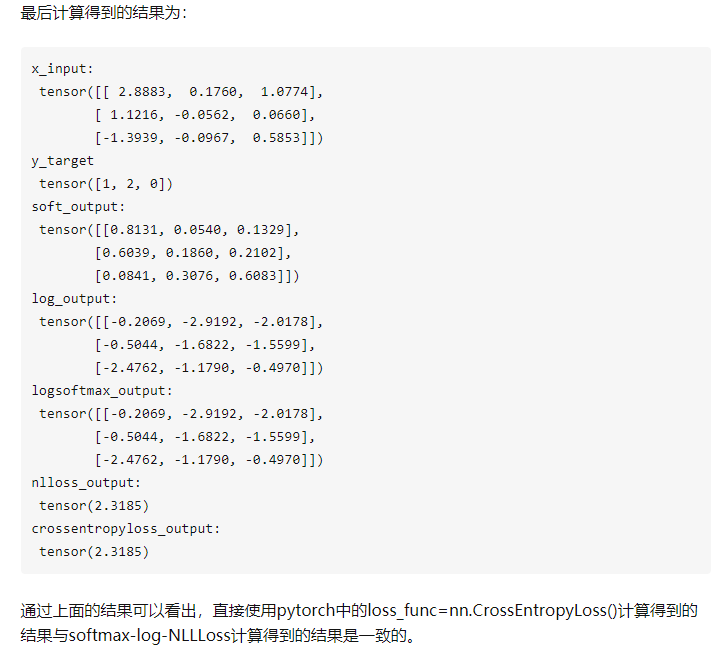 最后计算得到的结果为：
x_input:
 tensor([[ 2.8883,  0.1760,  1.0774],
        [ 1.1216, -0.0562,  0.0660],
        [-1.3939, -0.0967,  0.5853]])
y_target
 tensor([1, 2, 0])
soft_output:
 tensor([[0.8131, 0.0540, 0.1329],
        [0.6039, 0.1860, 0.2102],
        [0.0841, 0.3076, 0.6083]])
log_output:
 tensor([[-0.2069, -2.9192, -2.0178],
        [-0.5044, -1.6822, -1.5599],
        [-2.4762, -1.1790, -0.4970]])
logsoftmax_output:
 tensor([[-0.2069, -2.9192, -2.0178],
        [-0.5044, -1.6822, -1.5599],
        [-2.4762, -1.1790, -0.4970]])
nlloss_output:
 tensor(2.3185)
crossentropyloss_output:
 tensor(2.3185)
通过上面的结果可以看出，直接使用pytorch中的loss_func=nn.CrossEntropyLoss()计算得到的
结果与softmax-log-NLLLoss计算得到的结果是一致的。